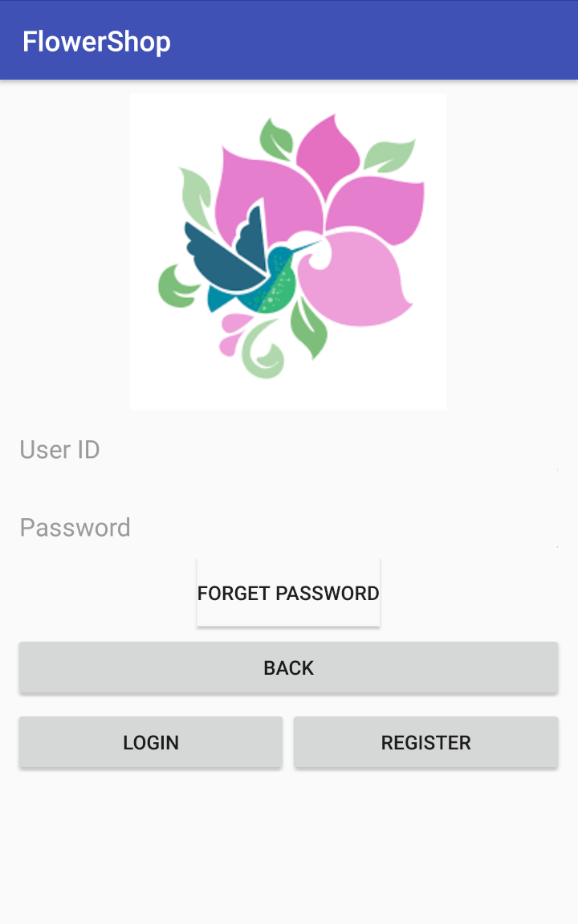 FlowerShop
User ID
Password
FORGET PASSWORD
BACK
LOGIN
REGISTER